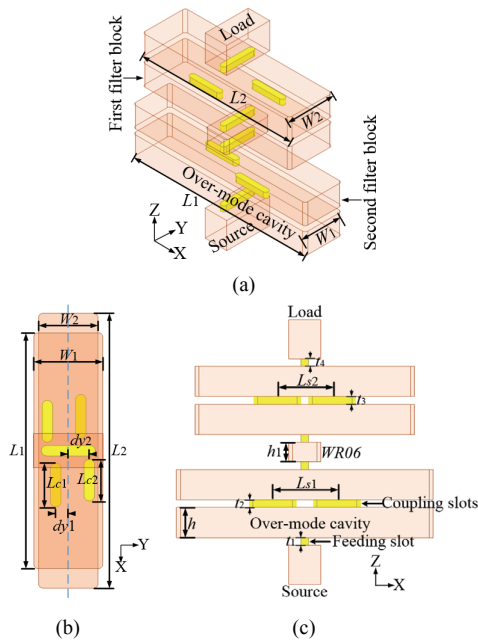 Load
First filter block
L2
W2
Over-mode cavity
L1
W1
Source
Second filter block
Z
Y
X
(a)
W2
W1
L1
dy2
L2
Lc1
Lc2
dy1
Y
X
(b)
Load
t4
Ls2
t3
h1
WR06
Ls1
t2
Coupling slots
h
Over-mode cavity
t1
Feeding slot
Source
Z
X
(c)